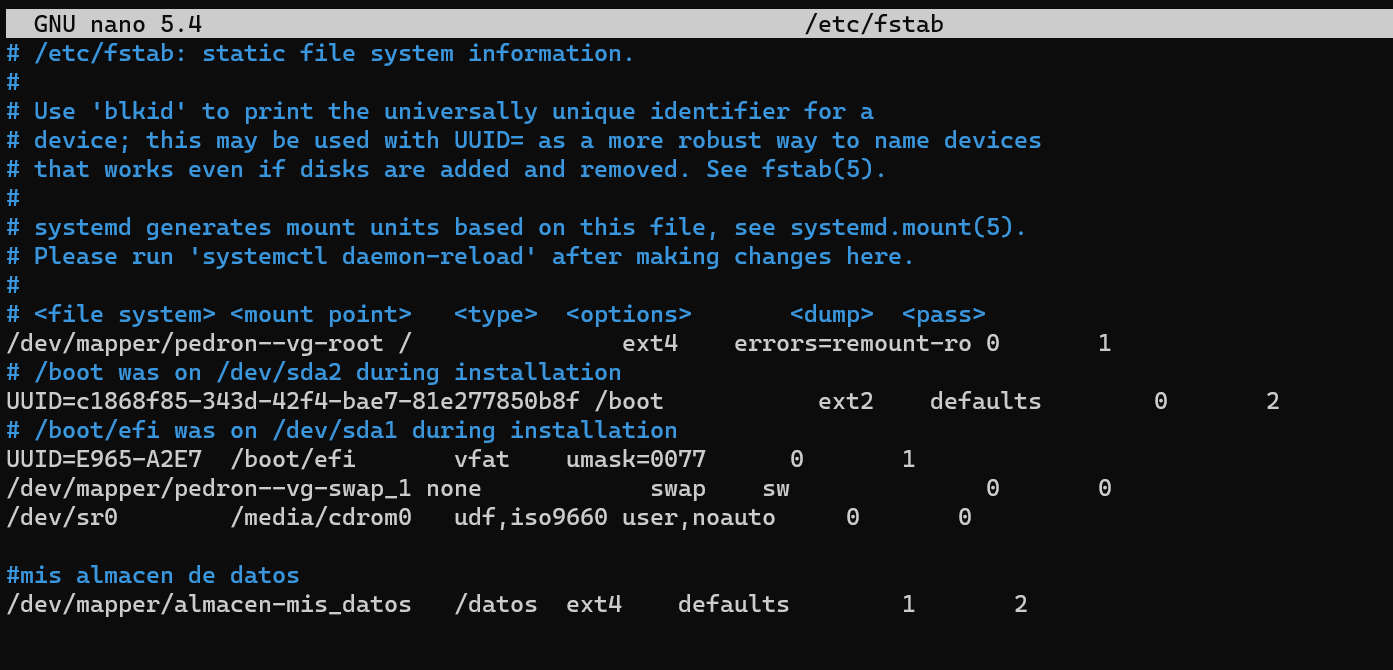 GNU nano 5.4 /etc/fstab
# /etc/fstab: static file system information.
#
# Use 'blkid' to print the universally unique identifier for a
# device; this may be used with UUID= as a more robust way to name devices
# that works even if disks are added and removed. See fstab(5).
#
# systemd generates mount units based on this file, see systemd.mount(5).
# Please run 'systemctl daemon-reload' after making changes here.
#
# <file system> <mount point>   <type>  <options>       <dump>  <pass>
/dev/mapper/pedron--vg-root /               ext4    errors=remount-ro 0       1
# /boot was on /dev/sda2 during installation
UUID=c1868f85-343d-42f4-bae7-81e277850b8f /boot           ext2    defaults        0       2
# /boot/efi was on /dev/sda1 during installation
UUID=E965-A2E7  /boot/efi       vfat    umask=0077      0       1
/dev/mapper/pedron--vg-swap_1 none            swap    sw              0       0
/dev/sr0        /media/cdrom0   udf,iso9660 user,noauto     0       0

#mis almacen de datos
/dev/mapper/almacen-mis_datos   /datos  ext4    defaults        1       2